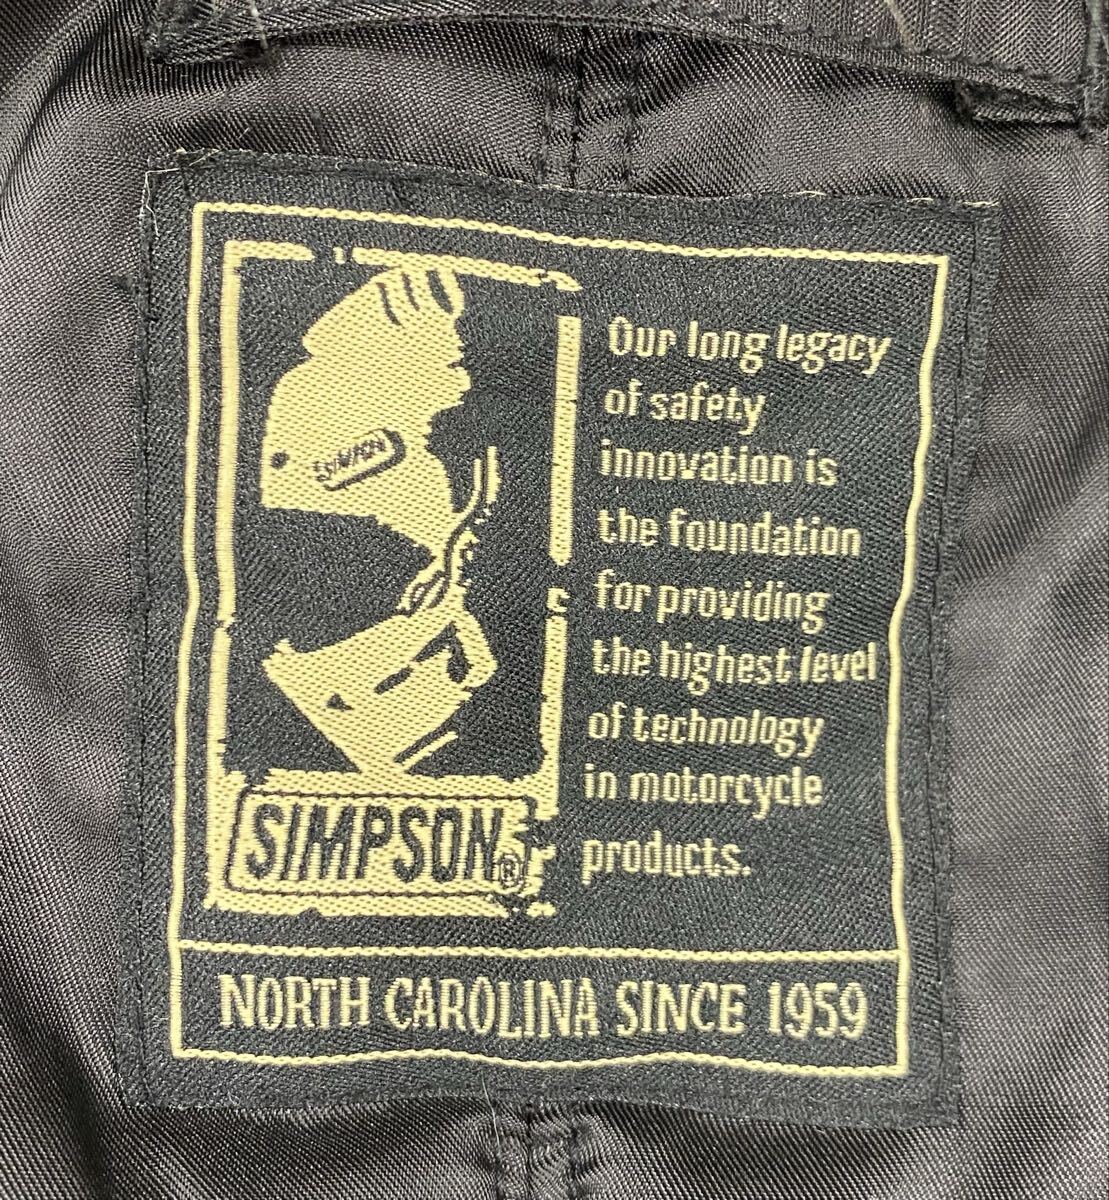 SIMPSON
Our long legacy
of safety
innovation is
the foundation
for providing
the highest level
of technology
in motorcycle
products.
SIMPSON®
NORTH CAROLINA SINCE 1959